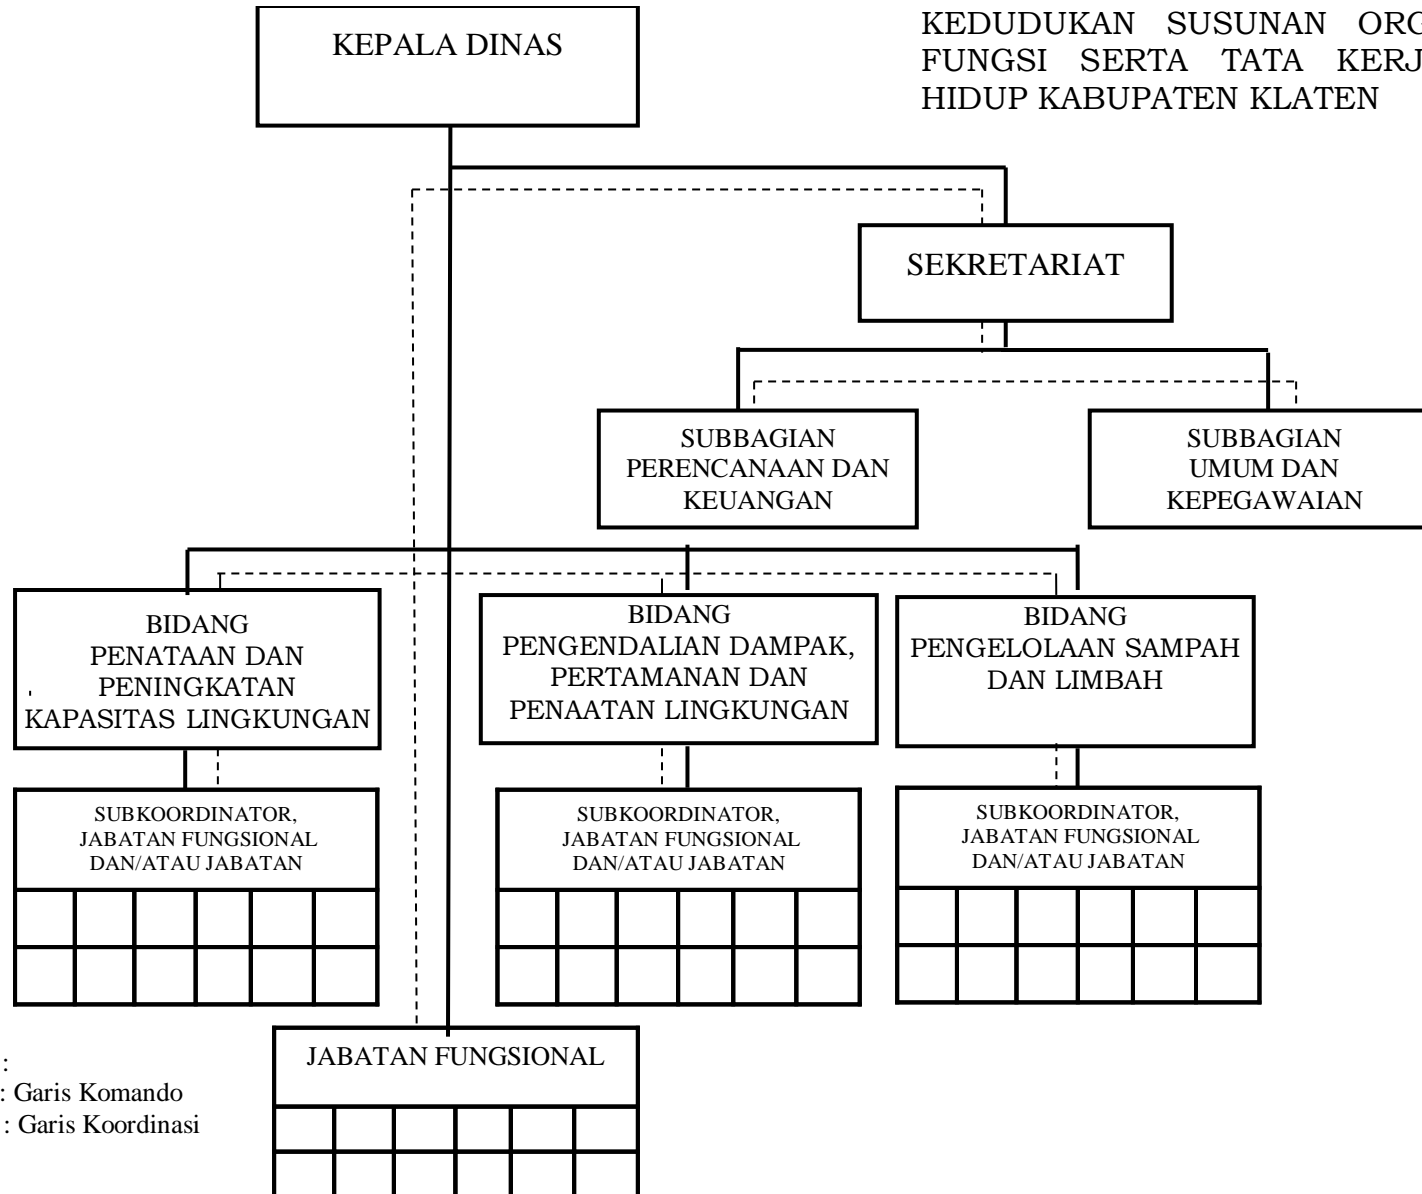 KEPALA DINAS
KEDUDUKAN SUSUNAN ORG
FUNGSI SERTA TATA KERJ
HIDUP KABUPATEN KLATEN
SEKRETARIAT
SUBBAGIAN
PERENCANAAN DAN
KEUANGAN
SUBBAGIAN
UMUM DAN
KEPEGAWAIAN
BIDANG
PENATAAN DAN
PENINGKATAN
KAPASITAS LINGKUNGAN
BIDANG
PENGENDALIAN DAMPAK,
PERTAMANAN DAN
PENAATAN LINGKUNGAN
BIDANG
PENGELOLAAN SAMPAH
DAN LIMBAH
SUBKOORDINATOR,
JABATAN FUNGSIONAL
DAN/ATAU JABATAN
SUBKOORDINATOR,
JABATAN FUNGSIONAL
DAN/ATAU JABATAN
SUBKOORDINATOR,
JABATAN FUNGSIONAL
DAN/ATAU JABATAN
JABATAN FUNGSIONAL
:
: Garis Komando
: Garis Koordinasi